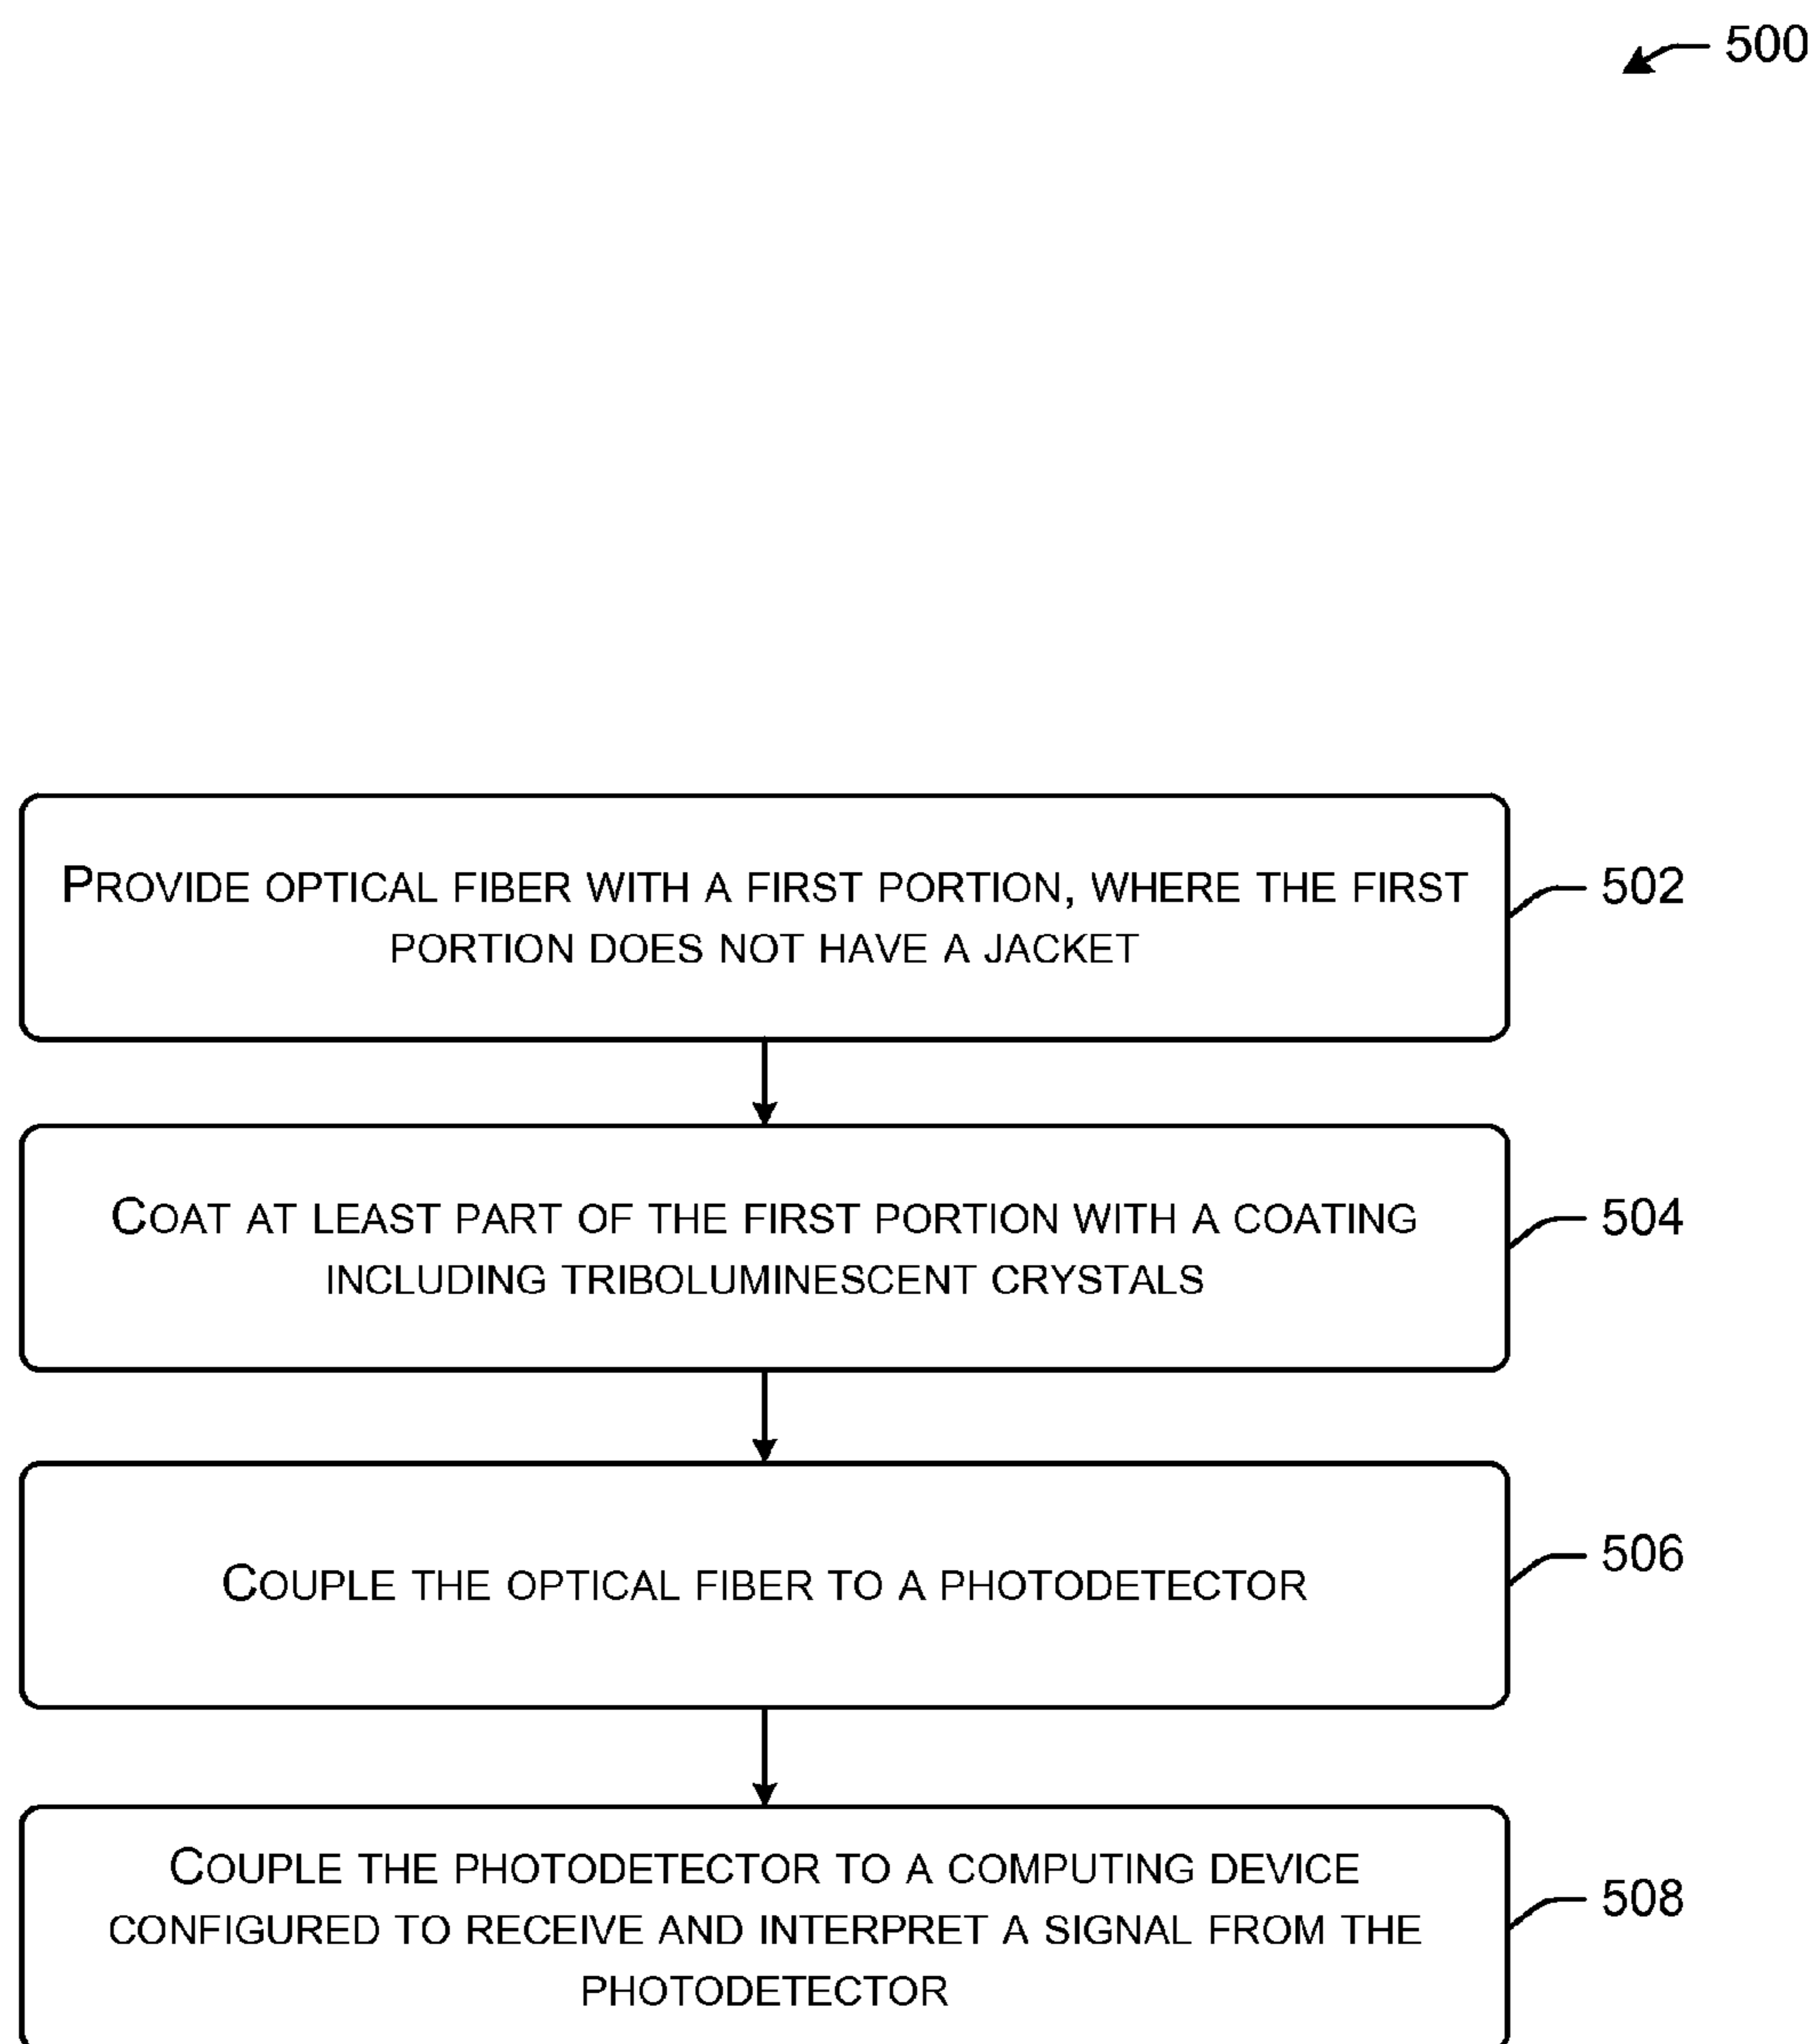 500
PROVIDE OPTICAL FIBER WITH A FIRST PORTION, WHERE THE FIRST
PORTION DOES NOT HAVE A JACKET
502
COAT AT LEAST PART OF THE FIRST PORTION WITH A COATING
INCLUDING TRIBOLUMINESCENT CRYSTALS
504
COUPLE THE OPTICAL FIBER TO A PHOTODETECTOR
506
COUPLE THE PHOTODETECTOR TO A COMPUTING DEVICE
CONFIGURED TO RECEIVE AND INTERPRET A SIGNAL FROM THE
PHOTODETECTOR
508